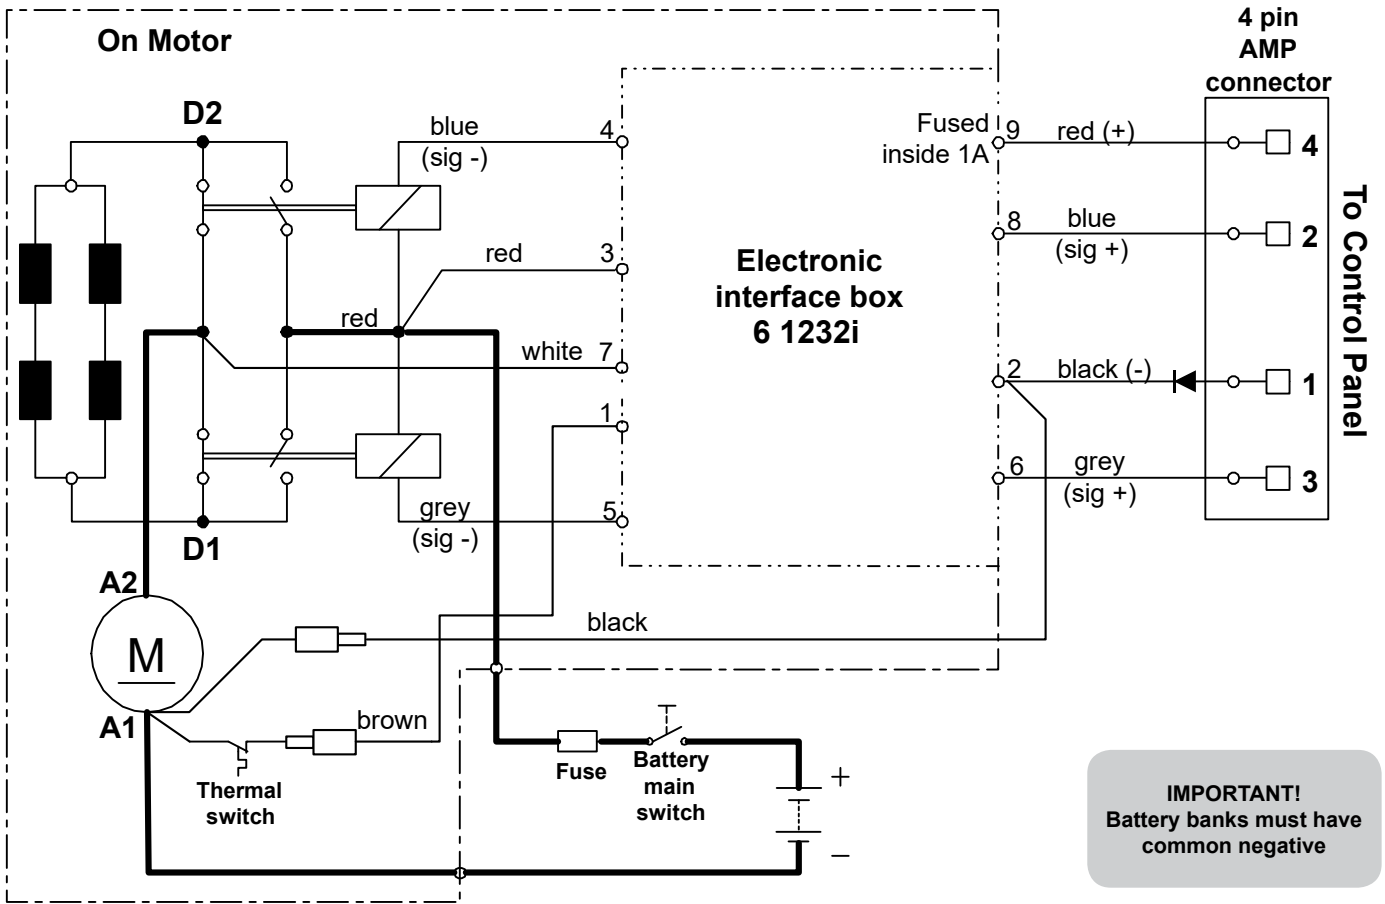 On Motor
4 pin
AMP
connector
D2
blue
(sig -)
4
Fused
inside 1A
9
red (+)
4
8
blue
(sig +)
2
To Control Panel
red
3
Electronic
interface box
6 1232i
red
white
7
1
2
black (-)
1
6
grey
(sig +)
3
grey
(sig -)
5
D1
A2
M
A1
black
brown
Thermal
switch
Fuse
Battery
main
switch
+
–
IMPORTANT!
Battery banks must have
common negative